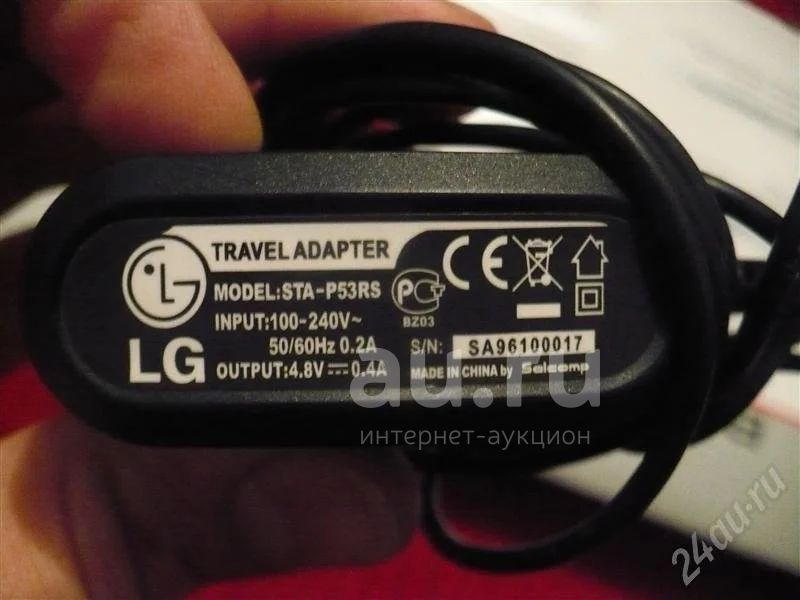 TRAVEL ADAPTER
MODEL:STA-P53RS
INPUT:100-240V~
50/60Hz 0.2A
OUTPUT:4.8V⎓0.4A
LG
PC
BZ03
CE
S/N: SA96100017
MADE IN CHINA by Salcomp
au.ru
интернет-аукцион
24au.ru